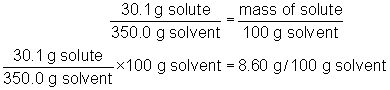 30.1 g solute / 350.0 g solvent = mass of solute / 100 g solvent
30.1 g solute / 350.0 g solvent × 100 g solvent = 8.60 g/100 g solvent